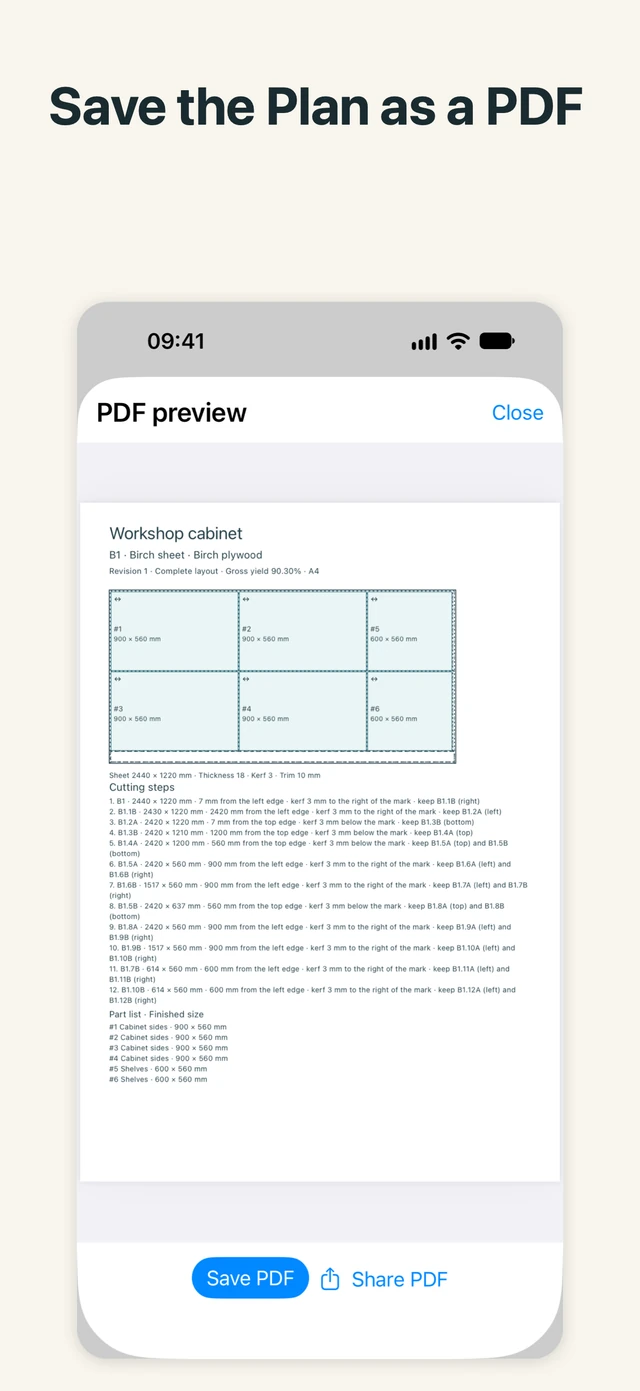 Save the Plan as a PDF
09:41
PDF preview
Close
Workshop cabinet
B1 · Birch sheet · Birch plywood
Revision 1 · Complete layout · Gross yield 90.30% · A4
↔
#1
900 × 560 mm
↔
#2
900 × 560 mm
↔
#5
600 × 560 mm
↔
#3
900 × 560 mm
↔
#4
900 × 560 mm
↔
#6
600 × 560 mm
Sheet 2440 × 1220 mm · Thickness 18 · Kerf 3 · Trim 10 mm
Cutting steps
1. B1 · 2440 × 1220 mm · 7 mm from the left edge · kerf 3 mm to the right of the mark · keep B1.1B (right)
2. B1.1B · 2430 × 1220 mm · 2420 mm from the left edge · kerf 3 mm to the right of the mark · keep B1.2A (left)
3. B1.2A · 2420 × 1220 mm · 7 mm from the top edge · kerf 3 mm below the mark · keep B1.3B (bottom)
4. B1.3B · 2420 × 1210 mm · 1200 mm from the top edge · kerf 3 mm below the mark · keep B1.4A (top)
5. B1.4A · 2420 × 1200 mm · 560 mm from the top edge · kerf 3 mm below the mark · keep B1.5A (top) and B1.5B
(bottom)
6. B1.5A · 2420 × 560 mm · 900 mm from the left edge · kerf 3 mm to the right of the mark · keep B1.6A (left) and
B1.6B (right)
7. B1.6B · 1517 × 560 mm · 900 mm from the left edge · kerf 3 mm to the right of the mark · keep B1.7A (left) and B1.7B
(right)
8. B1.5B · 2420 × 637 mm · 560 mm from the top edge · kerf 3 mm below the mark · keep B1.8A (top) and B1.8B
(bottom)
9. B1.8A · 2420 × 560 mm · 900 mm from the left edge · kerf 3 mm to the right of the mark · keep B1.9A (left) and
B1.9B (right)
10. B1.9B · 1517 × 560 mm · 900 mm from the left edge · kerf 3 mm to the right of the mark · keep B1.10A (left) and
B1.10B (right)
11. B1.7B · 614 × 560 mm · 600 mm from the left edge · kerf 3 mm to the right of the mark · keep B1.11A (left) and
B1.11B (right)
12. B1.10B · 614 × 560 mm · 600 mm from the left edge · kerf 3 mm to the right of the mark · keep B1.12A (left) and
B1.12B (right)
Part list · Finished size
#1 Cabinet sides · 900 × 560 mm
#2 Cabinet sides · 900 × 560 mm
#3 Cabinet sides · 900 × 560 mm
#4 Cabinet sides · 900 × 560 mm
#5 Shelves · 600 × 560 mm
#6 Shelves · 600 × 560 mm
Save PDF
Share PDF